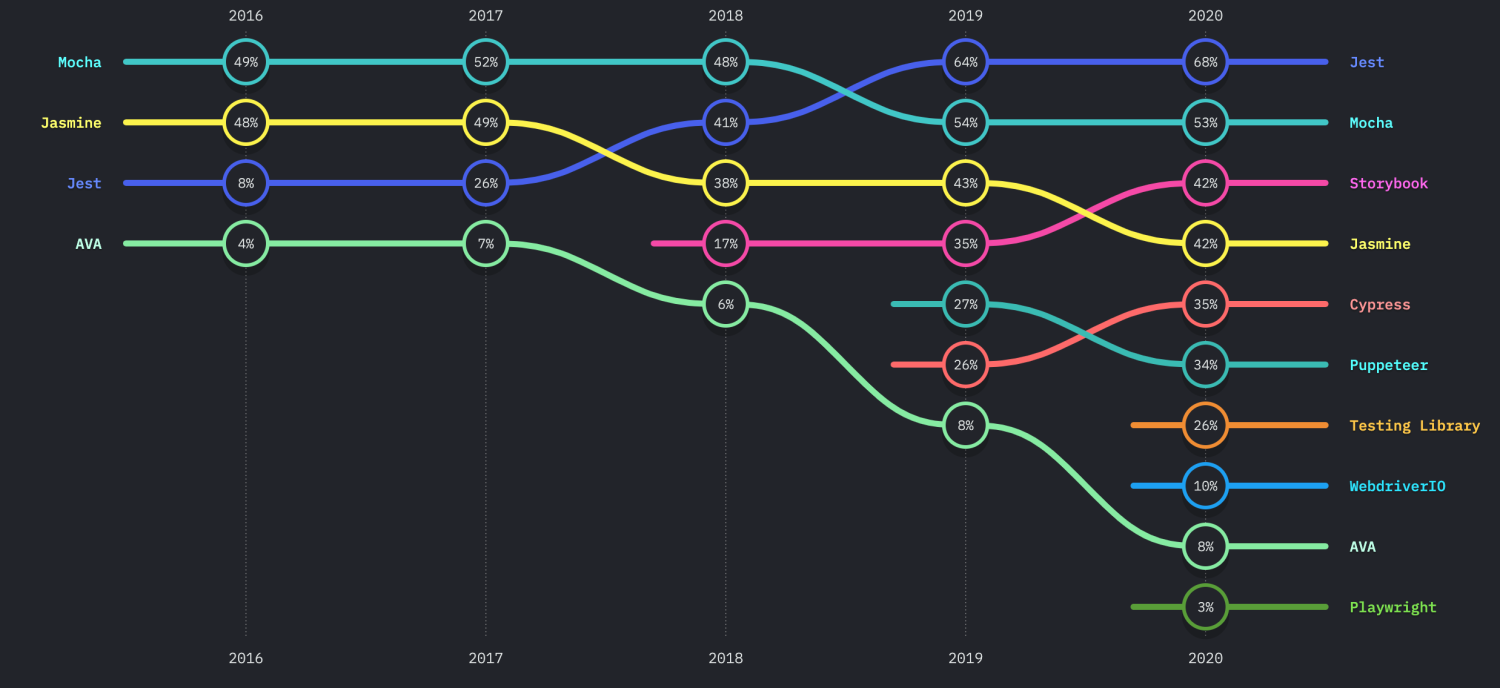 2016 2017 2018 2019 2020
Mocha 49% 52% 48% 64% 68% Jest
Jasmine 48% 49% 41% 54% 53% Mocha
Jest 8% 26% 38% 43% 42% Storybook
AVA 4% 7% 17% 35% 42% Jasmine
6% 27% 35% Cypress
26% 34% Puppeteer
8% 26% Testing Library
10% WebdriverIO
8% AVA
3% Playwright
2016 2017 2018 2019 2020